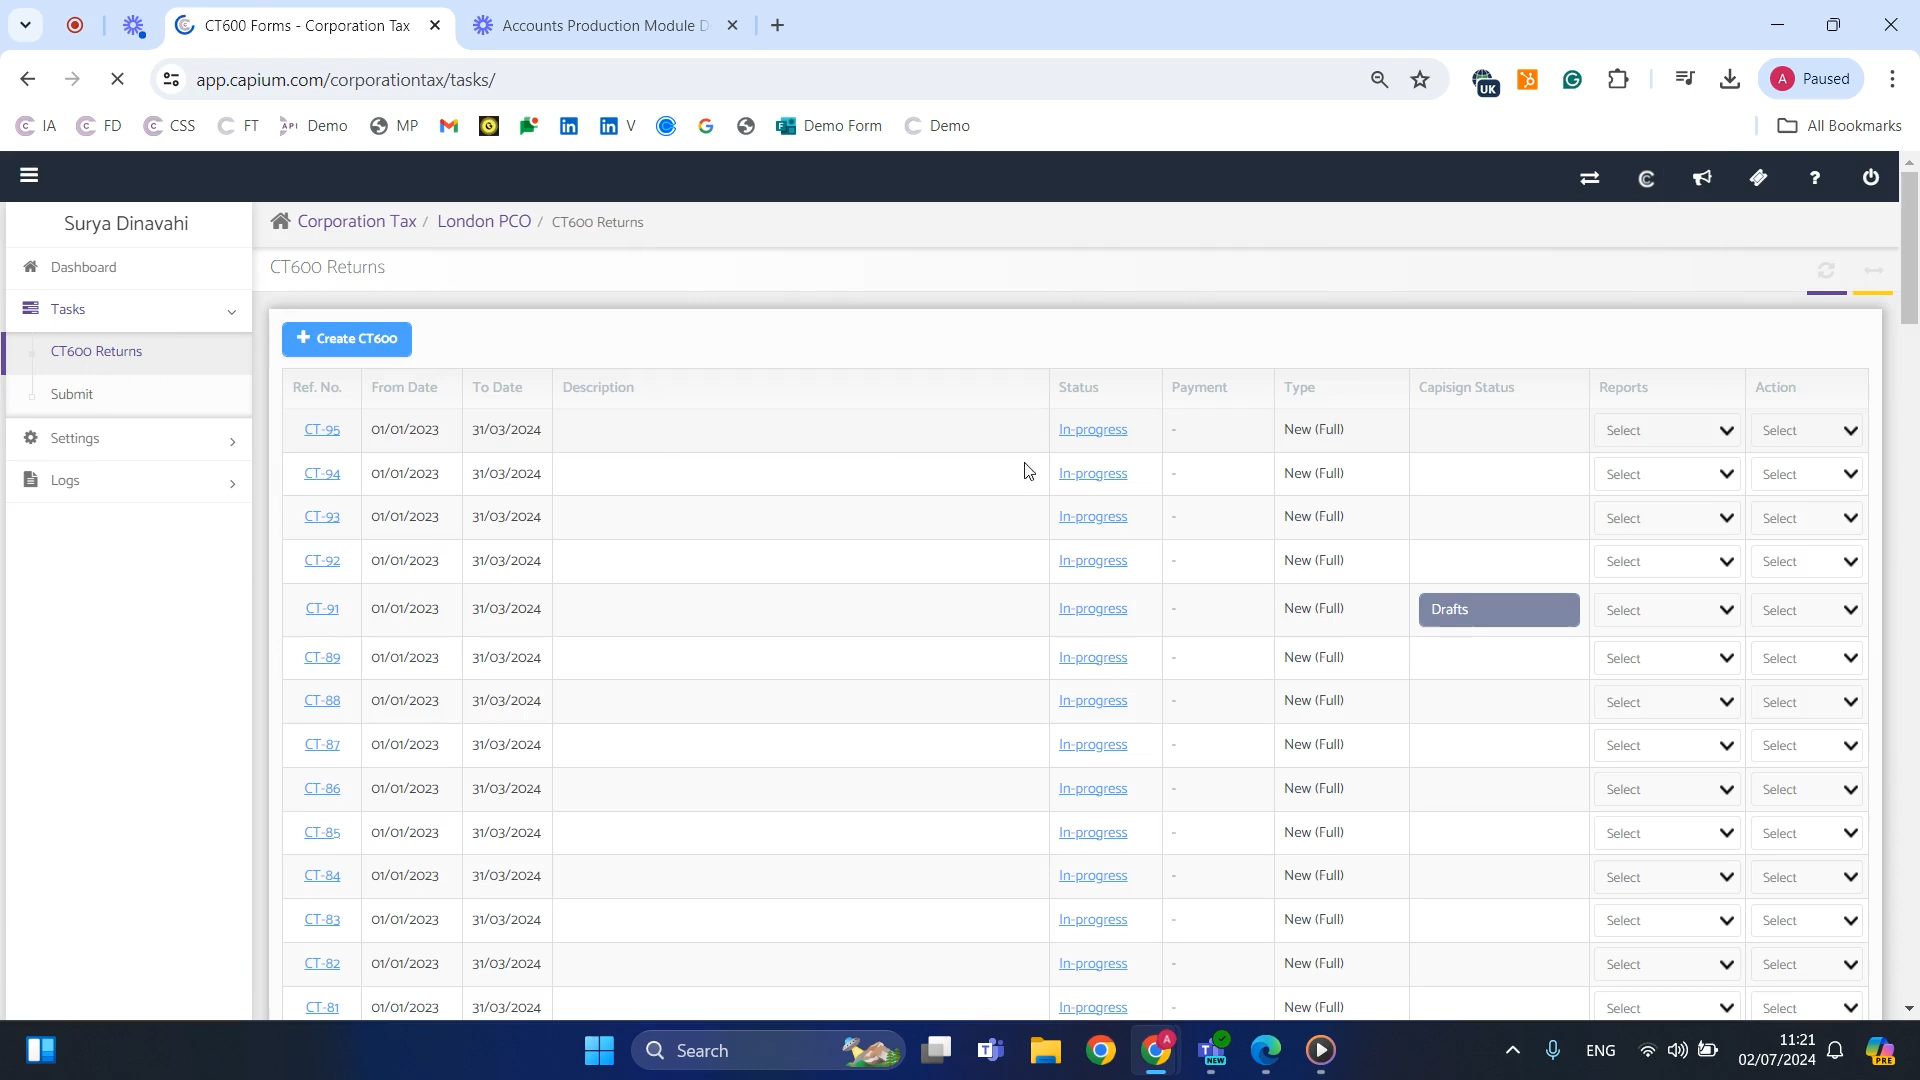 CT600 Forms - Corporation Tax
Accounts Production Module D
app.capium.com/corporationtax/tasks/
UK
A Paused
IA
FD
CSS
FT
API Demo
MP
V
Demo Form
Demo
All Bookmarks
Surya Dinavahi
Corporation Tax / London PCO / CT600 Returns
Dashboard
CT600 Returns
Tasks
CT600 Returns
Submit
Settings
Logs
Create CT600
Ref. No. From Date To Date Description Status Payment Type Capisign Status Reports Action
CT-95 01/01/2023 31/03/2024 In-progress - New (Full) Select Select
CT-94 01/01/2023 31/03/2024 In-progress - New (Full) Select Select
CT-93 01/01/2023 31/03/2024 In-progress - New (Full) Select Select
CT-92 01/01/2023 31/03/2024 In-progress - New (Full) Select Select
CT-91 01/01/2023 31/03/2024 In-progress - New (Full) Drafts Select Select
CT-89 01/01/2023 31/03/2024 In-progress - New (Full) Select Select
CT-88 01/01/2023 31/03/2024 In-progress - New (Full) Select Select
CT-87 01/01/2023 31/03/2024 In-progress - New (Full) Select Select
CT-86 01/01/2023 31/03/2024 In-progress - New (Full) Select Select
CT-85 01/01/2023 31/03/2024 In-progress - New (Full) Select Select
CT-84 01/01/2023 31/03/2024 In-progress - New (Full) Select Select
CT-83 01/01/2023 31/03/2024 In-progress - New (Full) Select Select
CT-82 01/01/2023 31/03/2024 In-progress - New (Full) Select Select
CT-81 01/01/2023 31/03/2024 In-progress - New (Full) Select Select
Search
A
NEW
ENG
11:21
02/07/2024
PRE